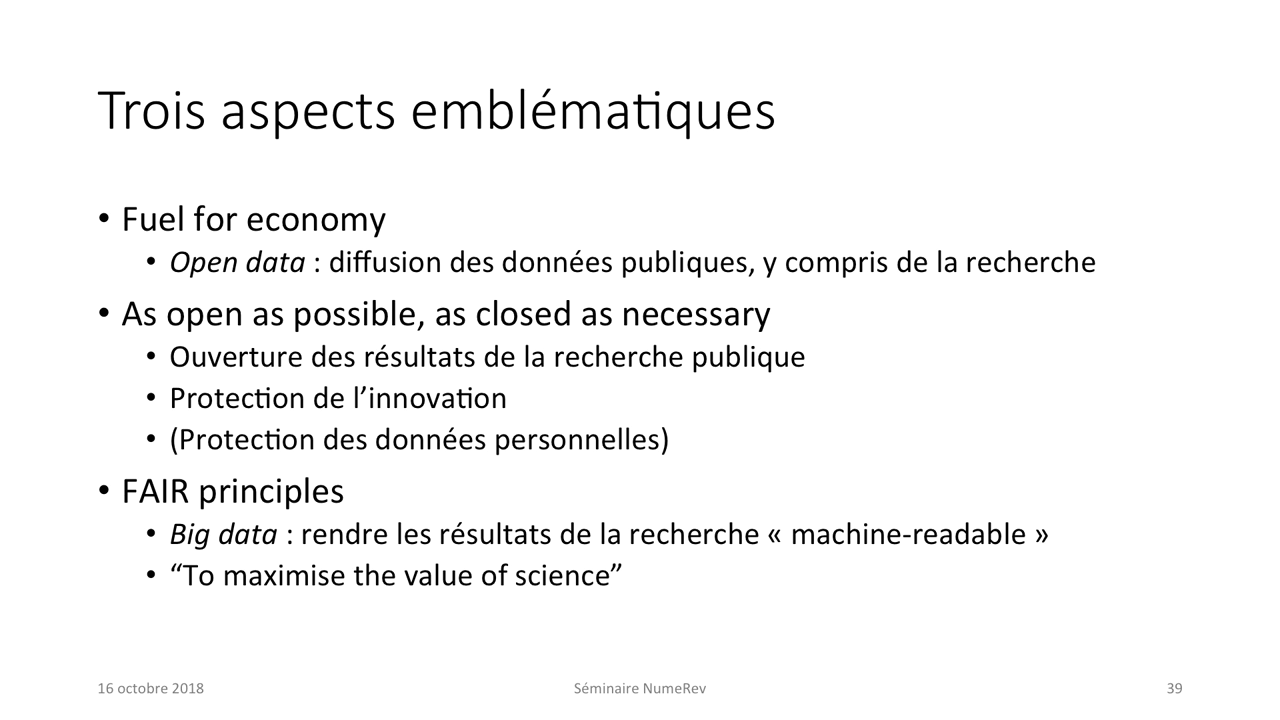 Trois aspects emblématiques
• Fuel for economy
• Open data : diffusion des données publiques, y compris de la recherche
• As open as possible, as closed as necessary
• Ouverture des résultats de la recherche publique
• Protection de l’innovation
• (Protection des données personnelles)
• FAIR principles
• Big data : rendre les résultats de la recherche « machine-readable »
• “To maximise the value of science”
16 octobre 2018
Séminaire NumeRev
39